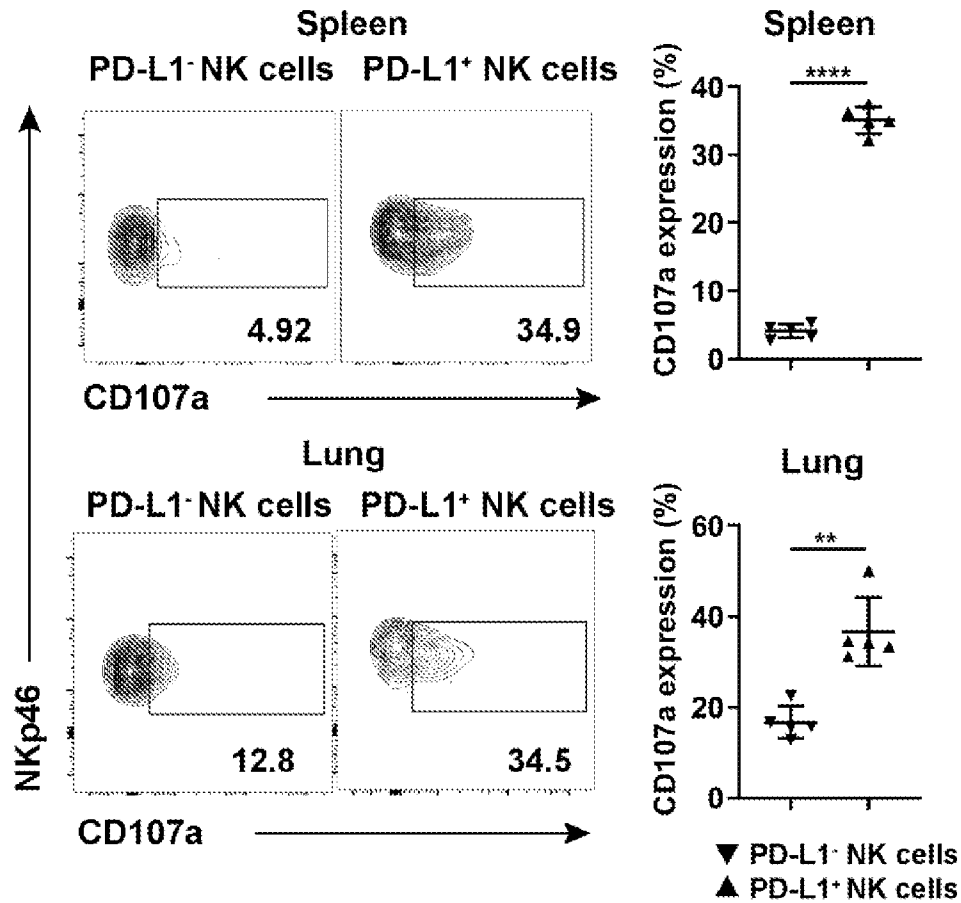 Spleen
PD-L1- NK cells PD-L1+ NK cells
4.92 34.9
CD107a
NKp46
Lung
PD-L1- NK cells PD-L1+ NK cells
12.8 34.5
CD107a
Spleen
CD107a expression (%)
****
40
30
20
10
0
Lung
CD107a expression (%)
**
60
40
20
0
PD-L1- NK cells
PD-L1+ NK cells